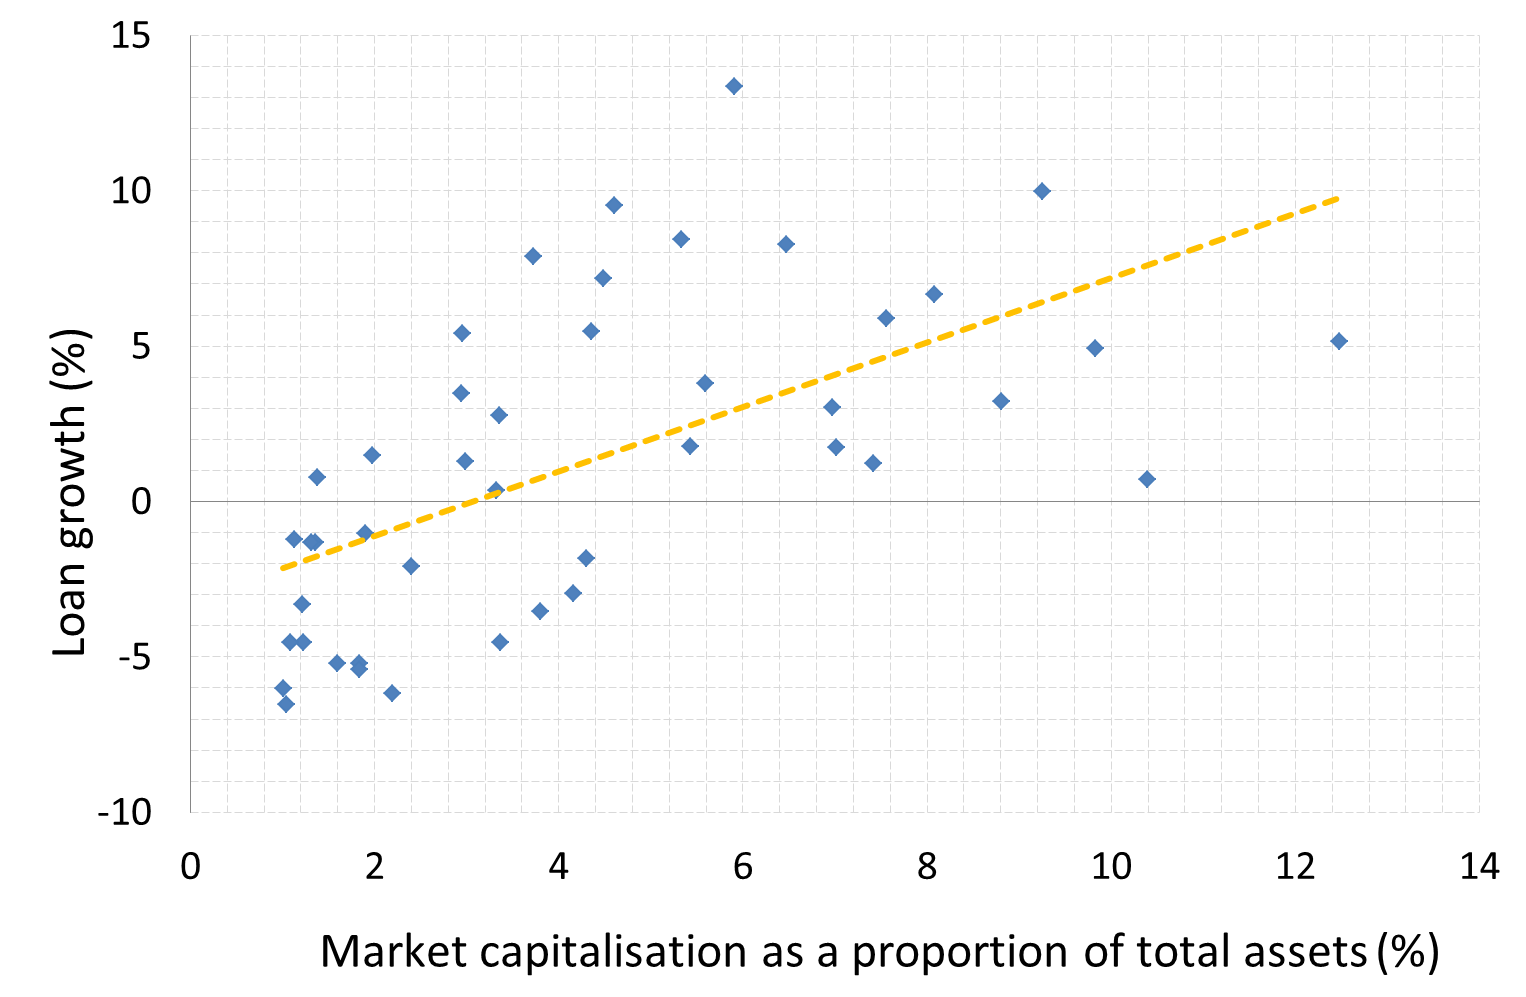 15
10
5
0
-5
-10
Loan growth (%)
0 2 4 6 8 10 12 14
Market capitalisation as a proportion of total assets (%)